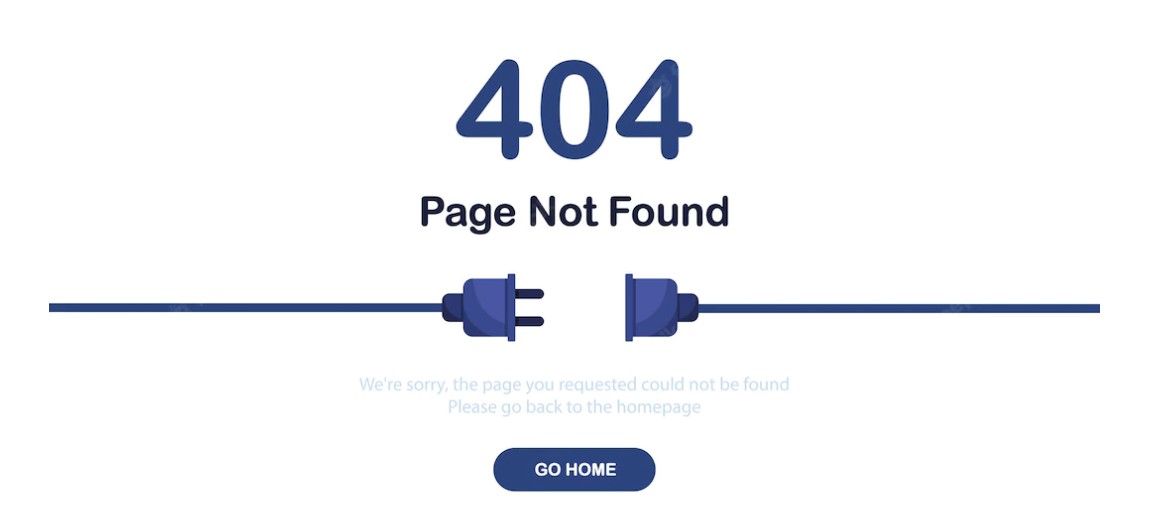 404
Page Not Found
We're sorry, the page you requested could not be found
Please go back to the homepage
GO HOME